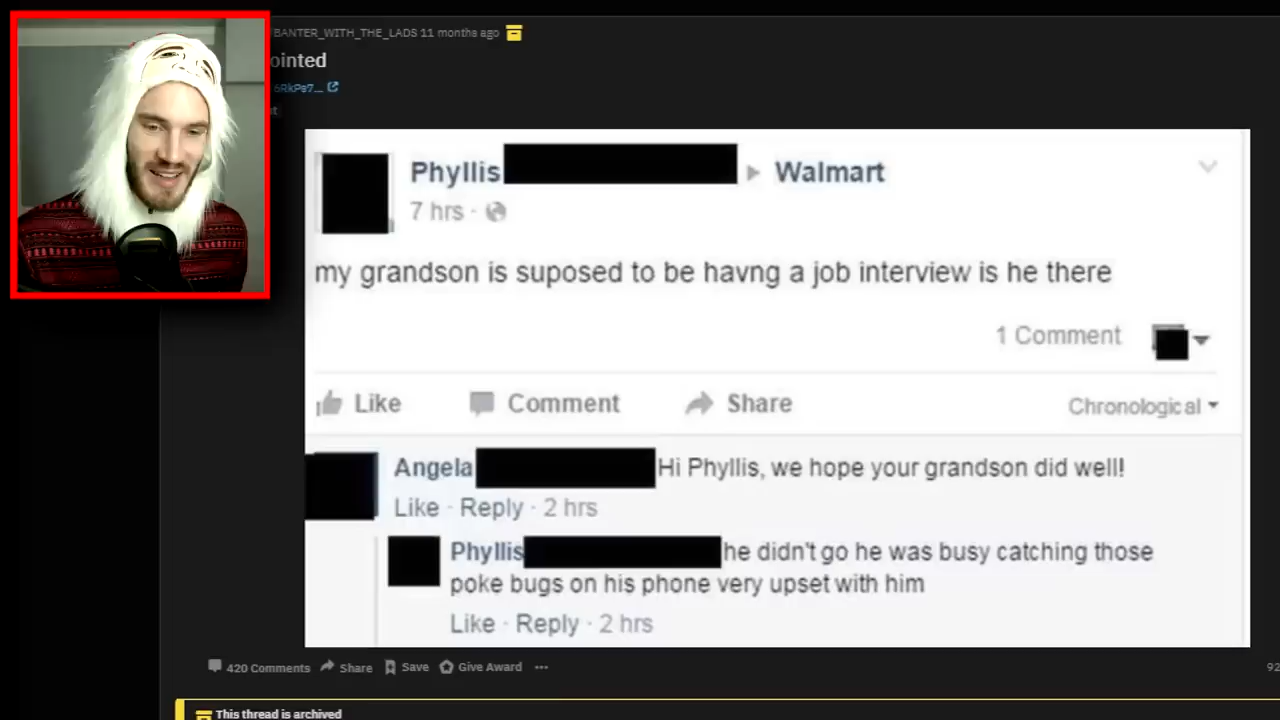 BANTER_WITH_THE_LADS 11 months ago
ointed
6RkPs7_...
Phyllis Walmart
7 hrs ·
my grandson is suposed to be havng a job interview is he there
1 Comment
Like Comment Share Chronological
Angela Hi Phyllis, we hope your grandson did well!
Like · Reply · 2 hrs
Phyllis he didn't go he was busy catching those
poke bugs on his phone very upset with him
Like · Reply · 2 hrs
420 Comments Share Save Give Award ...
92
This thread is archived